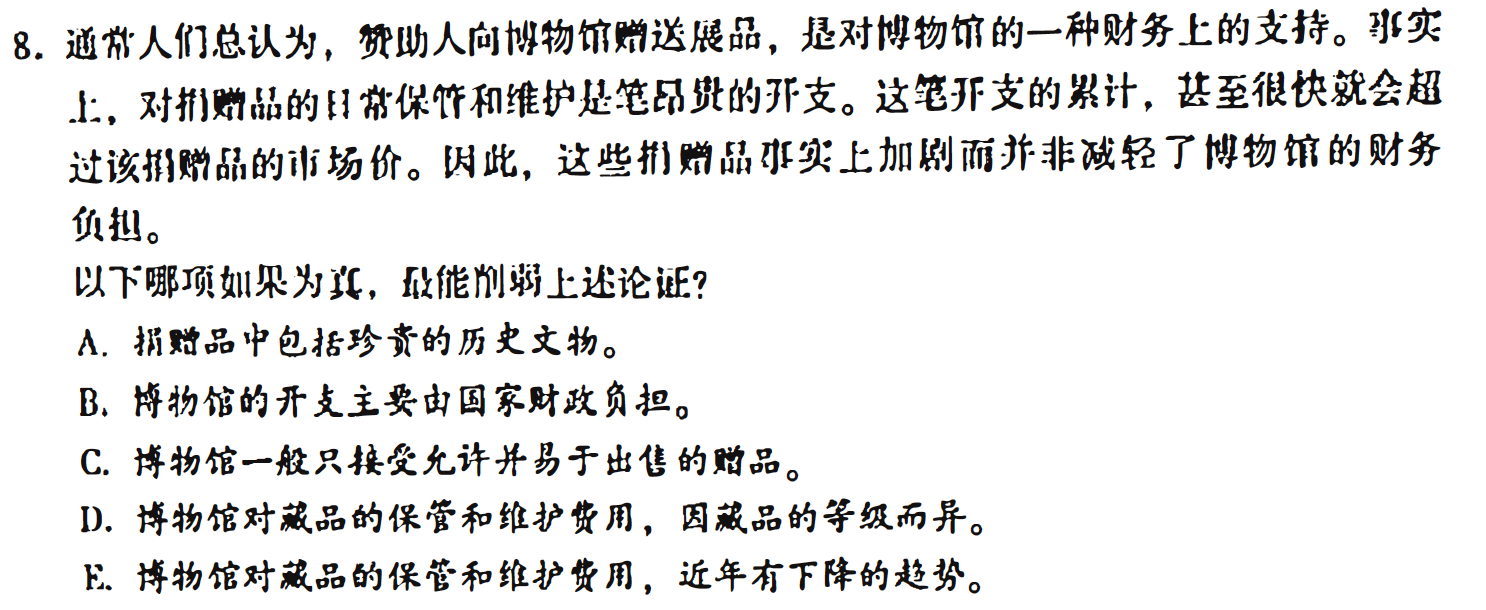 8. 通常人们总认为，赞助人向博物馆赠送展品，是对博物馆的一种财务上的支持。事实
上，对捐赠品的日常保管和维护是笔昂贵的开支。这笔开支的累计，甚至很快就会超
过该捐赠品的市场价。因此，这些捐赠品事实上加剧而并非减轻了博物馆的财务
负担。
以下哪项如果为真，最能削弱上述论证?
A. 捐赠品中包括珍贵的历史文物。
B. 博物馆的开支主要由国家财政负担。
C. 博物馆一般只接受允许并易于出售的赠品。
D. 博物馆对藏品的保管和维护费用，因藏品的等级而异。
E. 博物馆对藏品的保管和维护费用，近年有下降的趋势。